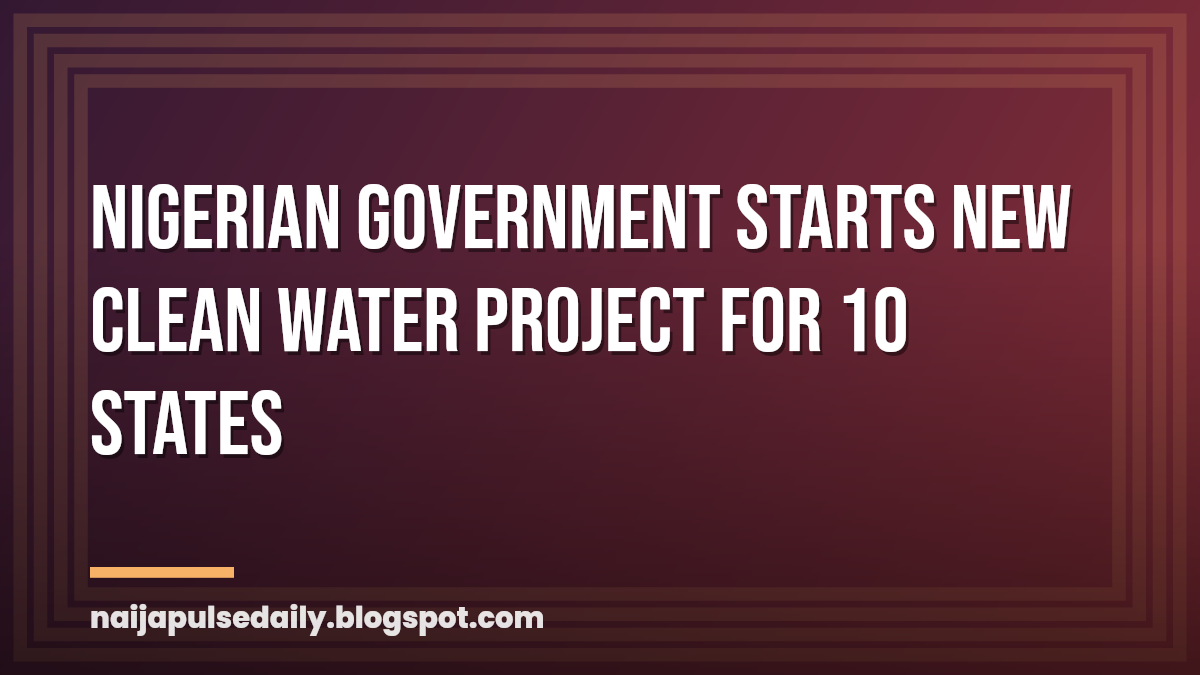 NIGERIAN GOVERNMENT STARTS NEW
CLEAN WATER PROJECT FOR 10
STATES
naijapulsedaily.blogspot.com